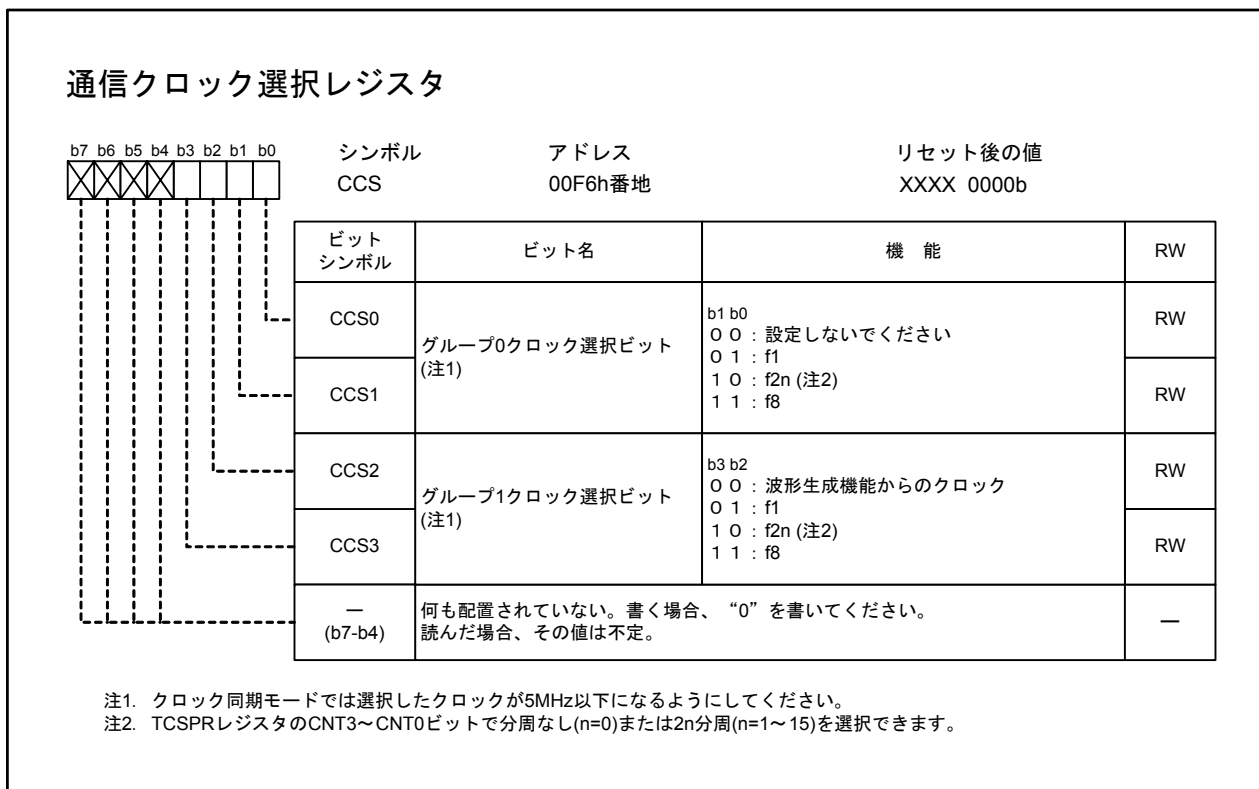 通信クロック選択レジスタ
b7 b6 b5 b4 b3 b2 b1 b0
シンボル アドレス リセット後の値
CCS 00F6h番地 XXXX 0000b
ビット
シンボル
ビット名
機 能
RW
CCS0
グループ0クロック選択ビット
(注1)
b1 b0
0 0 : 設定しないでください
0 1 : f1
1 0 : f2n (注2)
1 1 : f8
RW
CCS1
RW
CCS2
グループ1クロック選択ビット
(注1)
b3 b2
0 0 : 波形生成機能からのクロック
0 1 : f1
1 0 : f2n (注2)
1 1 : f8
RW
CCS3
RW
—
(b7-b4)
何も配置されていない。書く場合、“0”を書いてください。
読んだ場合、その値は不定。
—
注1. クロック同期モードでは選択したクロックが5MHz以下になるようにしてください。
注2. TCSPRレジスタのCNT3～CNT0ビットで分周なし(n=0)または2n分周(n=1～15)を選択できます。